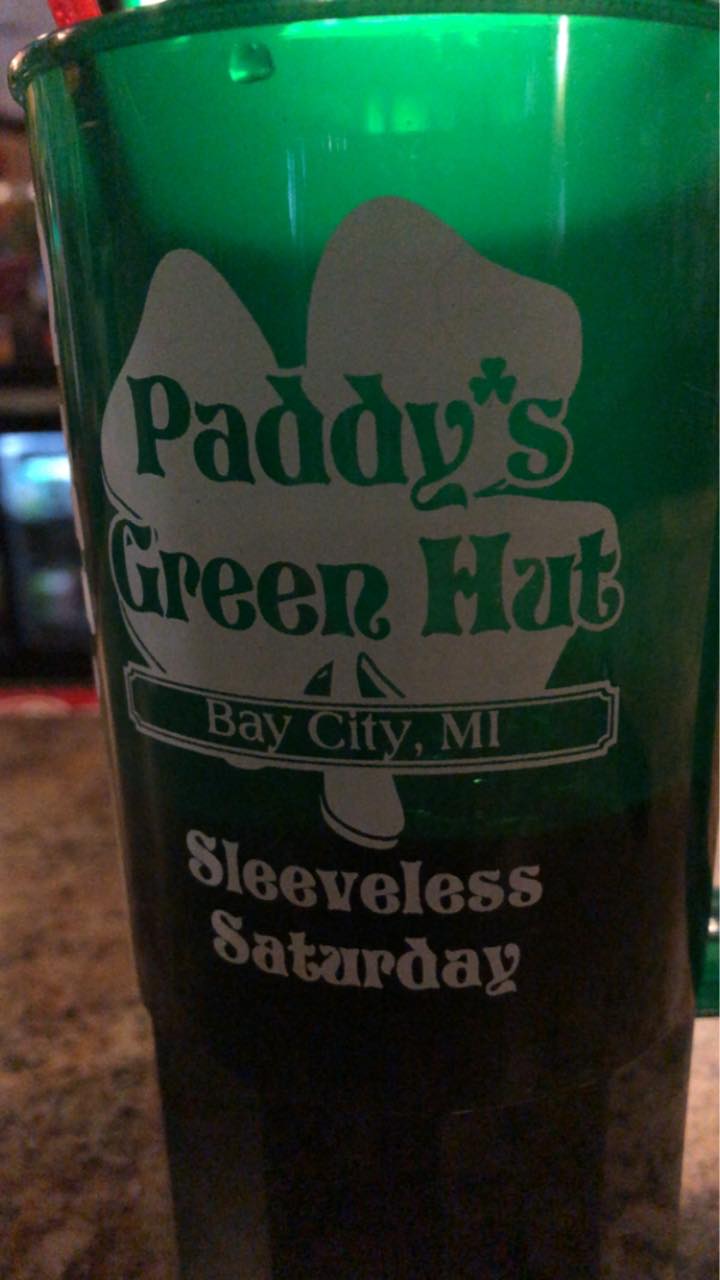 Paddy's
Green Hut
Bay City, MI
Sleeveless
Saturday